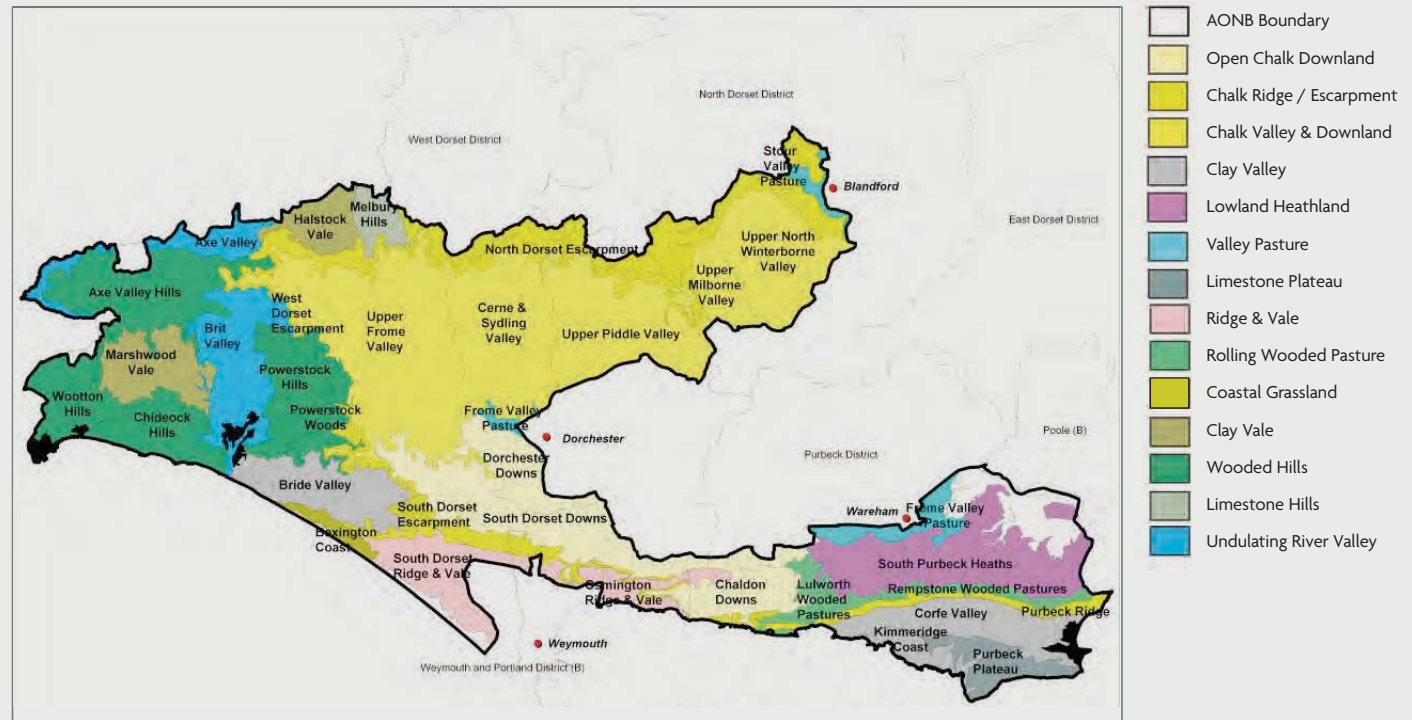 North Dorset District
West Dorset District
Stour
Valley
Pasture
Blandford
East Dorset District
Halstock
Vale
Melbury
Hills
Axe Valley
North Dorset Escarpment
Upper North
Winterborne
Valley
Upper
Milborne
Valley
Axe Valley Hills
West
Dorset
Escarpment
Brit
Valley
Upper
Frome
Valley
Cerne &
Sydling
Valley
Upper Piddle Valley
Marshwood
Vale
Powerstock
Hills
Wootton
Hills
Chideock
Hills
Powerstock
Woods
Frome Valley
Pasture
Dorchester
Dorchester
Downs
Poole (B)
Purbeck District
Bride Valley
South Dorset
Escarpment
South Dorset Downs
Wareham
Frome Valley
Pasture
Bexington
Coast
South Dorset
Ridge & Vale
South Purbeck Heaths
Osmington
Ridge & Vale
Chaldon
Downs
Lulworth
Wooded
Pastures
Rempstone Wooded Pastures
Corfe Valley
Purbeck Ridge
Kimmeridge
Coast
Purbeck
Plateau
Weymouth
Weymouth and Portland District (B)
AONB Boundary
Open Chalk Downland
Chalk Ridge / Escarpment
Chalk Valley & Downland
Clay Valley
Lowland Heathland
Valley Pasture
Limestone Plateau
Ridge & Vale
Rolling Wooded Pasture
Coastal Grassland
Clay Vale
Wooded Hills
Limestone Hills
Undulating River Valley